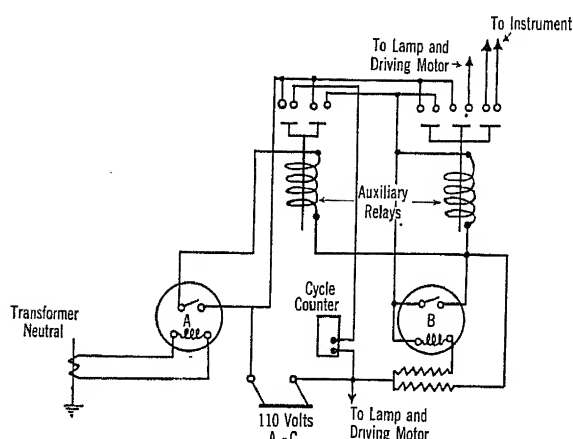 To Instrument
To Lamp and
Driving Motor
Auxiliary
Relays
Cycle
Counter
Transformer
Neutral
A
B
110 Volts
A-C
To Lamp and
Driving Motor